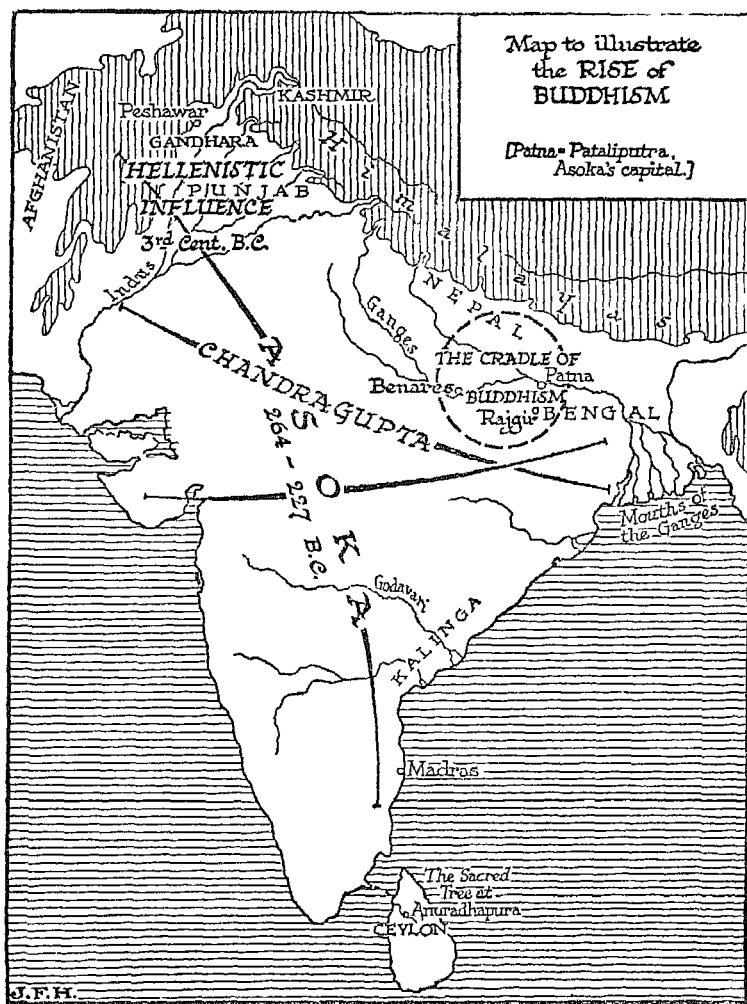 Map to illustrate
the RISE of
BUDDHISM
[Patna = Pataliputra,
Asoka's capital.]
AFGHANISTAN
Peshawar
KASHMIR
GANDHARA
HELLENISTIC
PUNJAB
INFLUENCE
3rd Cent. B.C.
Himalayas
Indus
NEPAL
Ganges
CHANDRAGUPTA
THE CRADLE OF
Patna
Benares
BUDDHISM
Rajgir
BENGAL
ASOKA
264 - 227 B.C.
Mouths of
the Ganges
Godavari
KALINGA
Madras
The Sacred
Tree at
Anuradhapura
CEYLON
J.F.H.